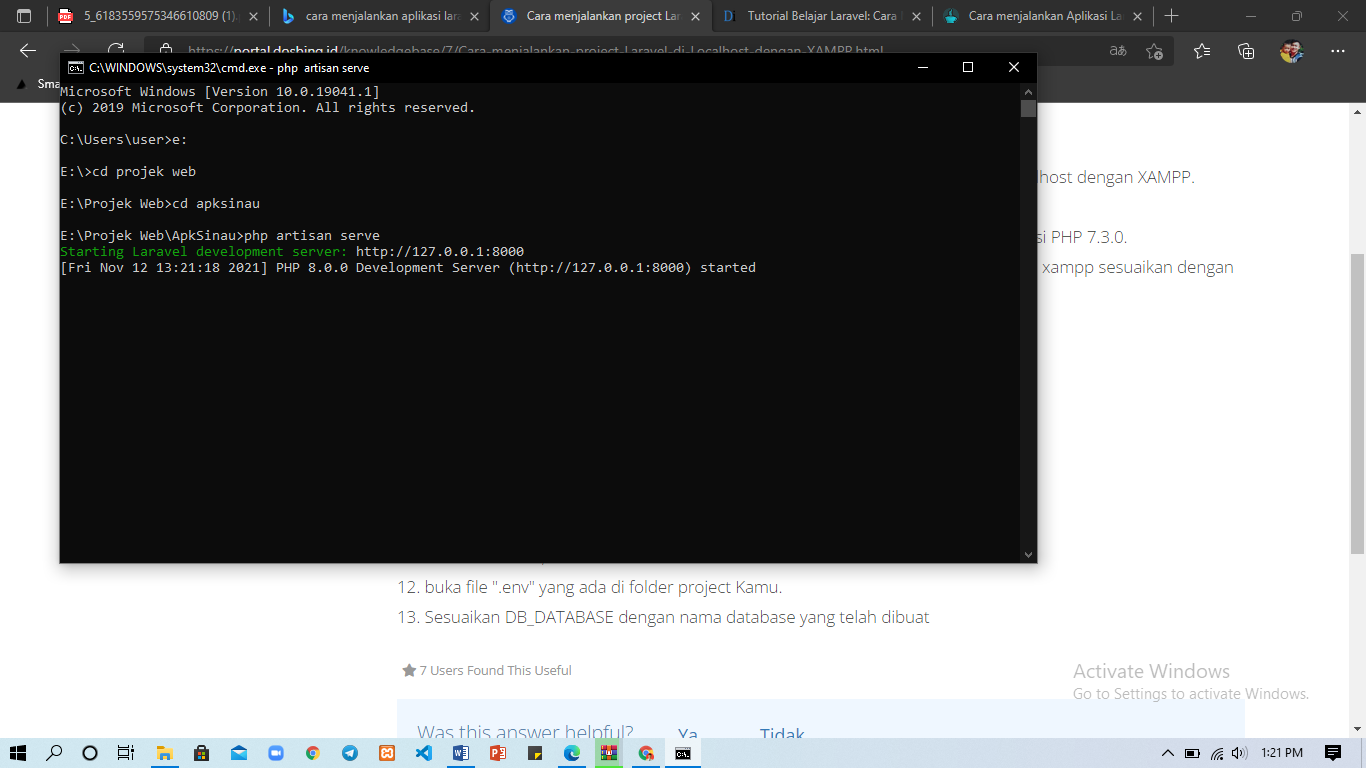 5_6183559575346610809 (1).
cara menjalankan aplikasi lara
Cara menjalankan project Lar
Tutorial Belajar Laravel: Cara
Cara menjalankan Aplikasi La
https://portal.dosbing.id/knowledgebase/7/Cara-menjalankan-project-Laravel-di-Localhost-dengan-XAMPP.html
Sma
C:\WINDOWS\system32\cmd.exe - php artisan serve
Microsoft Windows [Version 10.0.19041.1]
(c) 2019 Microsoft Corporation. All rights reserved.
C:\Users\user>e:
E:\>cd projek web
E:\Projek Web>cd apksinau
E:\Projek Web\ApkSinau>php artisan serve
Starting Laravel development server: http://127.0.0.1:8000
[Fri Nov 12 13:21:18 2021] PHP 8.0.0 Development Server (http://127.0.0.1:8000) started
lhost dengan XAMPP.
si PHP 7.3.0.
xampp sesuaikan dengan
12. buka file ".env" yang ada di folder project Kamu.
13. Sesuaikan DB_DATABASE dengan nama database yang telah dibuat
7 Users Found This Useful
Activate Windows
Go to Settings to activate Windows.
Was this answer helpful? Ya Tidak
1:21 PM